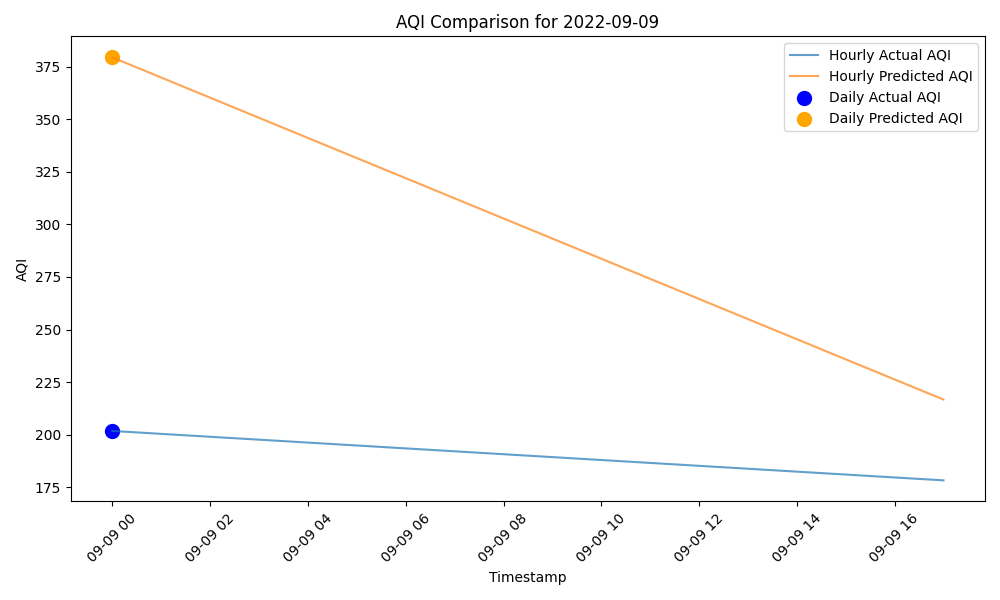 AQI Comparison for 2022-09-09
Hourly Actual AQI
Hourly Predicted AQI
Daily Actual AQI
Daily Predicted AQI
AQI
375
350
325
300
275
250
225
200
175
09-09 00
09-09 02
09-09 04
09-09 06
09-09 08
09-09 10
09-09 12
09-09 14
09-09 16
Timestamp